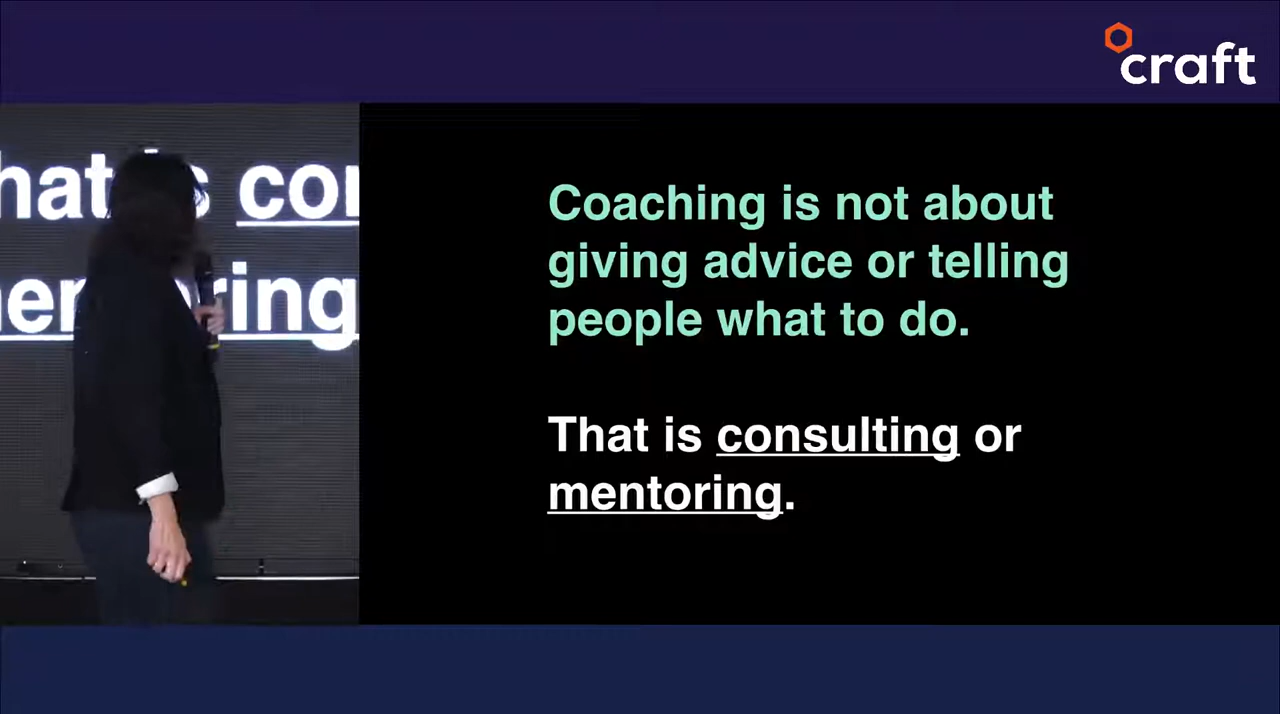 craft
Coaching is not about
giving advice or telling
people what to do.
That is consulting or
mentoring.